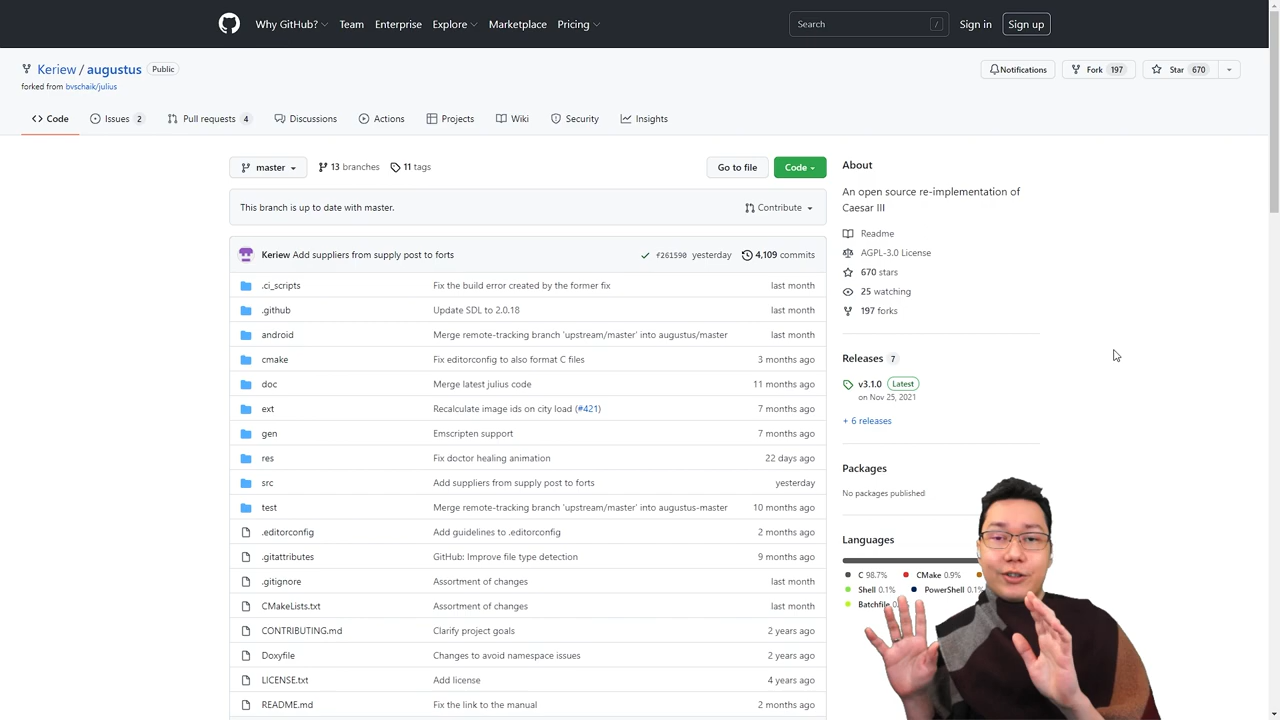 Why GitHub? Team Enterprise Explore Marketplace Pricing Search / Sign in Sign up
Keriew / augustus Public
Notifications Fork 197 Star 670
forked from bvschaik/julius
Code Issues 2 Pull requests 4 Discussions Actions Projects Wiki Security Insights
master 13 branches 11 tags Go to file Code
This branch is up to date with master. Contribute
Keriew Add suppliers from supply post to forts f261590 yesterday 4,109 commits
.ci_scripts Fix the build error created by the former fix last month
.github Update SDL to 2.0.18 last month
android Merge remote-tracking branch 'upstream/master' into augustus/master last month
cmake Fix editorconfig to also format C files 3 months ago
doc Merge latest julius code 11 months ago
ext Recalculate image ids on city load (#421) 7 months ago
gen Emscripten support 7 months ago
res Fix doctor healing animation 22 days ago
src Add suppliers from supply post to forts yesterday
test Merge remote-tracking branch 'upstream/master' into augustus-master 10 months ago
.editorconfig Add guidelines to .editorconfig 2 months ago
.gitattributes GitHub: Improve file type detection 9 months ago
.gitignore Assortment of changes last month
CMakeLists.txt Assortment of changes last month
CONTRIBUTING.md Clarify project goals 2 years ago
Doxyfile Changes to avoid namespace issues 2 years ago
LICENSE.txt Add license 4 years ago
README.md Fix the link to the manual 2 months ago
About
An open source re-implementation of
Caesar III
Readme
AGPL-3.0 License
670 stars
25 watching
197 forks
Releases 7
v3.1.0 Latest
on Nov 25, 2021
+ 6 releases
Packages
No packages published
Languages
C 98.7% CMake 0.9%
Shell 0.1% PowerShell 0.1%
Batchfile